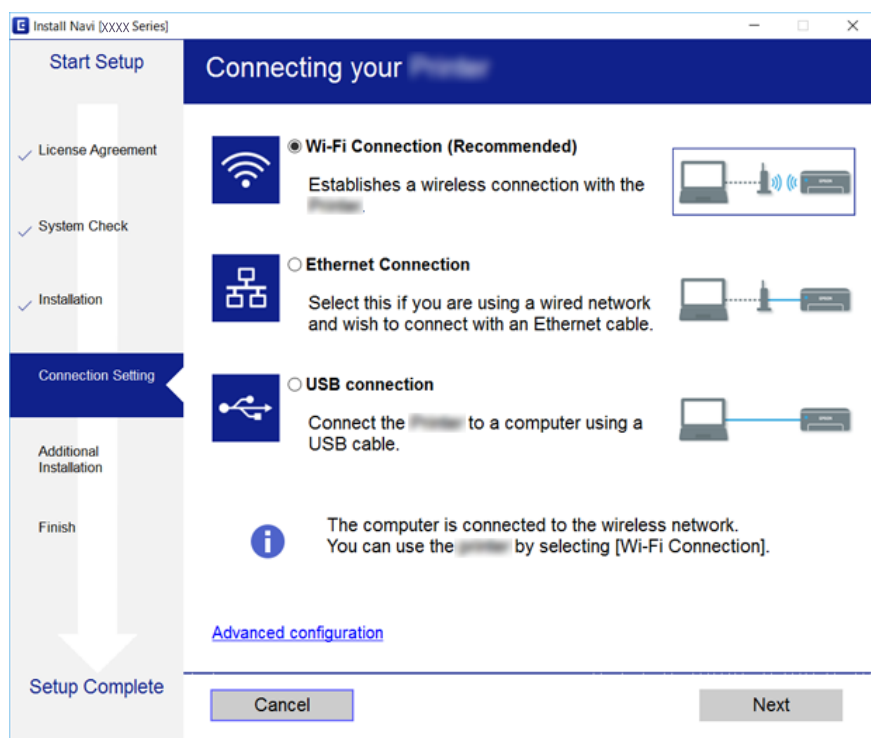 Install Navi [XXXX Series]
Start Setup
License Agreement
System Check
Installation
Connection Setting
Additional
Installation
Finish
Setup Complete
Connecting your
Wi-Fi Connection (Recommended)
Establishes a wireless connection with the
.
Ethernet Connection
Select this if you are using a wired network
and wish to connect with an Ethernet cable.
USB connection
Connect the to a computer using a
USB cable.
The computer is connected to the wireless network.
You can use the by selecting [Wi-Fi Connection].
Advanced configuration
Cancel
Next